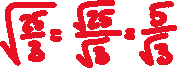 √(25/3) = √25/√3 = 5/√3